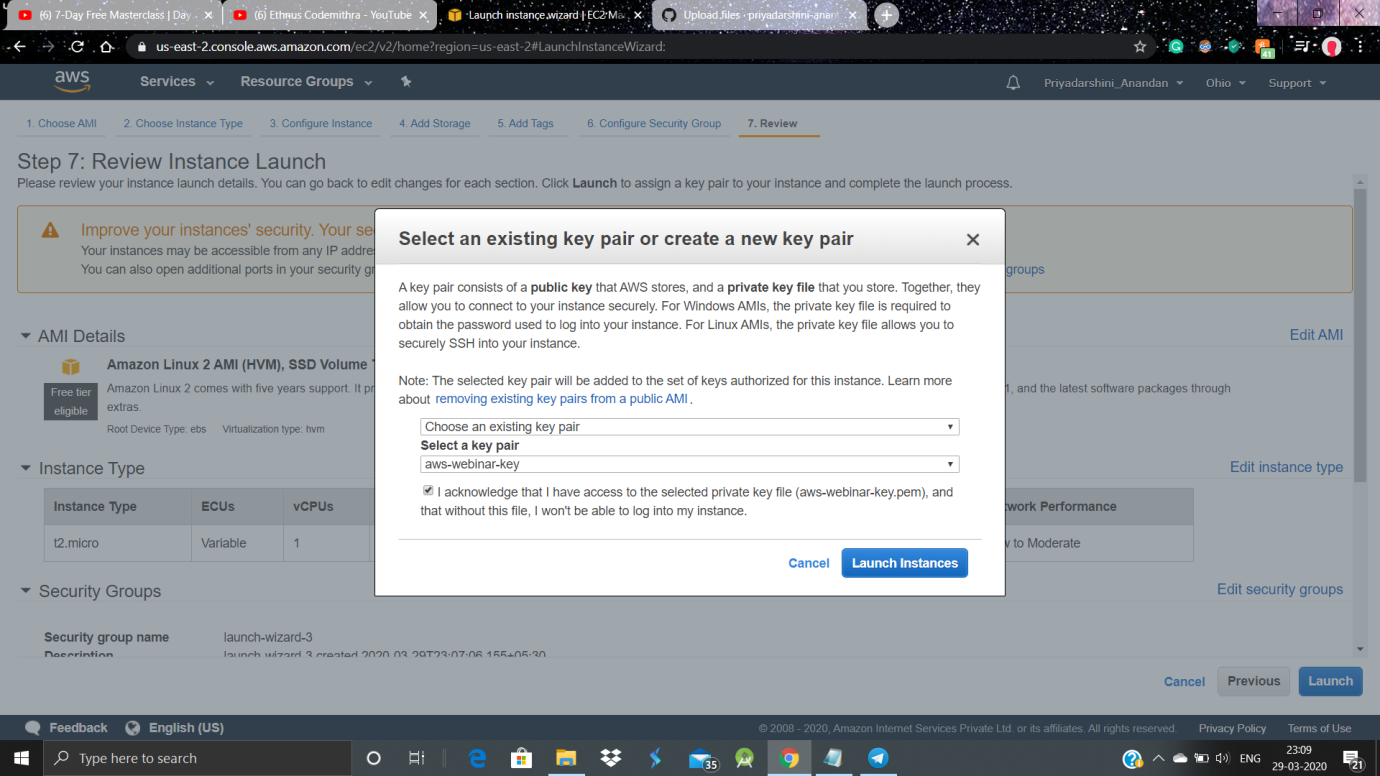 (6) 7-Day Free Masterclass | Day
(6) Ethnus Codemithra - YouTube
Launch instance wizard | EC2 Ma
Upload files · priyadarshini-anant
us-east-2.console.aws.amazon.com/ec2/v2/home?region=us-east-2#LaunchInstanceWizard:
41
aws
Services
Resource Groups
Priyadarshini_Anandan
Ohio
Support
1. Choose AMI
2. Choose Instance Type
3. Configure Instance
4. Add Storage
5. Add Tags
6. Configure Security Group
7. Review
Step 7: Review Instance Launch
Please review your instance launch details. You can go back to edit changes for each section. Click Launch to assign a key pair to your instance and complete the launch process.
Improve your instances' security. Your
Your instances may be accessible from any IP
You can also open additional ports in your security
groups
Select an existing key pair or create a new key pair
A key pair consists of a public key that AWS stores, and a private key file that you store. Together, they
allow you to connect to your instance securely. For Windows AMIs, the private key file is required to
obtain the password used to log into your instance. For Linux AMIs, the private key file allows you to
securely SSH into your instance.
Note: The selected key pair will be added to the set of keys authorized for this instance. Learn more
about removing existing key pairs from a public AMI .
Choose an existing key pair
Select a key pair
aws-webinar-key
I acknowledge that I have access to the selected private key file (aws-webinar-key.pem), and
that without this file, I won't be able to log into my instance.
Cancel
Launch Instances
AMI Details
Edit AMI
Amazon Linux 2 AMI (HVM), SSD Volume
Free tier
eligible
Amazon Linux 2 comes with five years support. It
1, and the latest software packages through
extras.
Root Device Type: ebs
Virtualization type: hvm
Instance Type
Edit instance type
Instance Type
ECUs
vCPUs
Performance
t2.micro
Variable
1
to Moderate
Security Groups
Edit security groups
Security group name
launch-wizard-3
Description
launch-wizard-3 created 2020-03-29T23:07:06.155+05:30
Cancel
Previous
Launch
Feedback
English (US)
© 2008 - 2020, Amazon Internet Services Private Ltd. or its affiliates. All rights reserved.
Privacy Policy
Terms of Use
Type here to search
35
ENG
23:09
29-03-2020
21